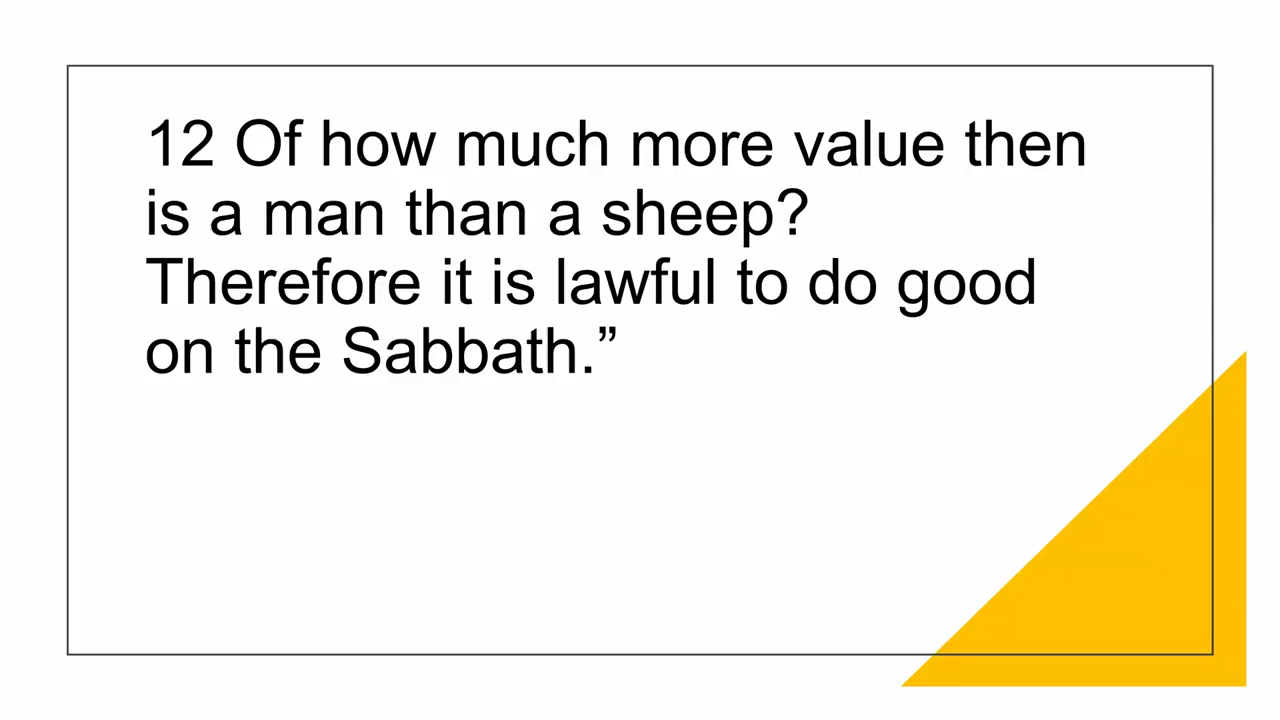 12 Of how much more value then
is a man than a sheep?
Therefore it is lawful to do good
on the Sabbath.”